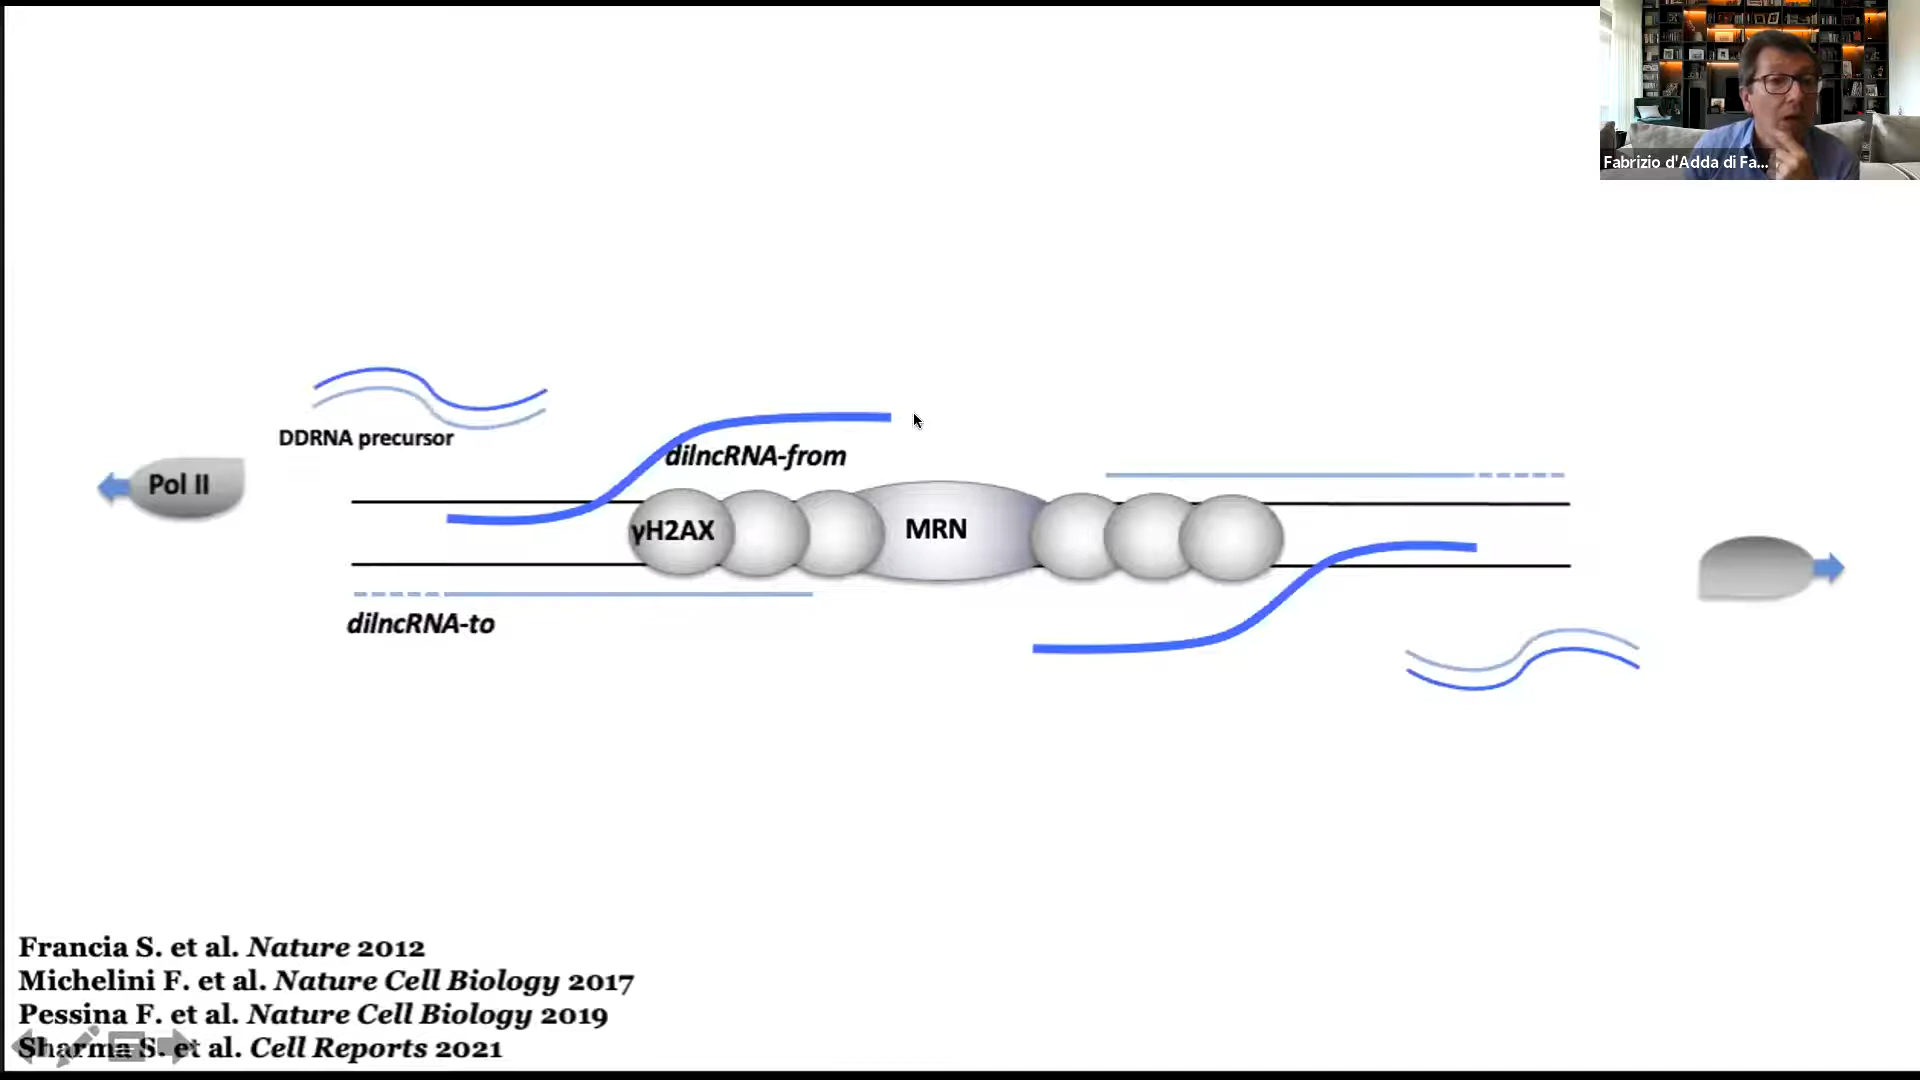 Fabrizio d'Adda di Fa...
DDRNA precursor
dilncRNA-from
Pol II
γH2AX
MRN
dilncRNA-to
Francia S. et al. Nature 2012
Michelini F. et al. Nature Cell Biology 2017
Pessina F. et al. Nature Cell Biology 2019
Sharma S. et al. Cell Reports 2021